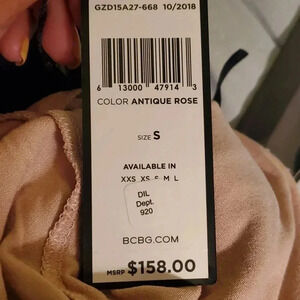 GZD15A27-668 10/2018
6 13000 47914 3
COLOR ANTIQUE ROSE
SIZE S
AVAILABLE IN
XXS XS S M L
DIL
Dept.
920
BCBG.COM
MSRP $158.00